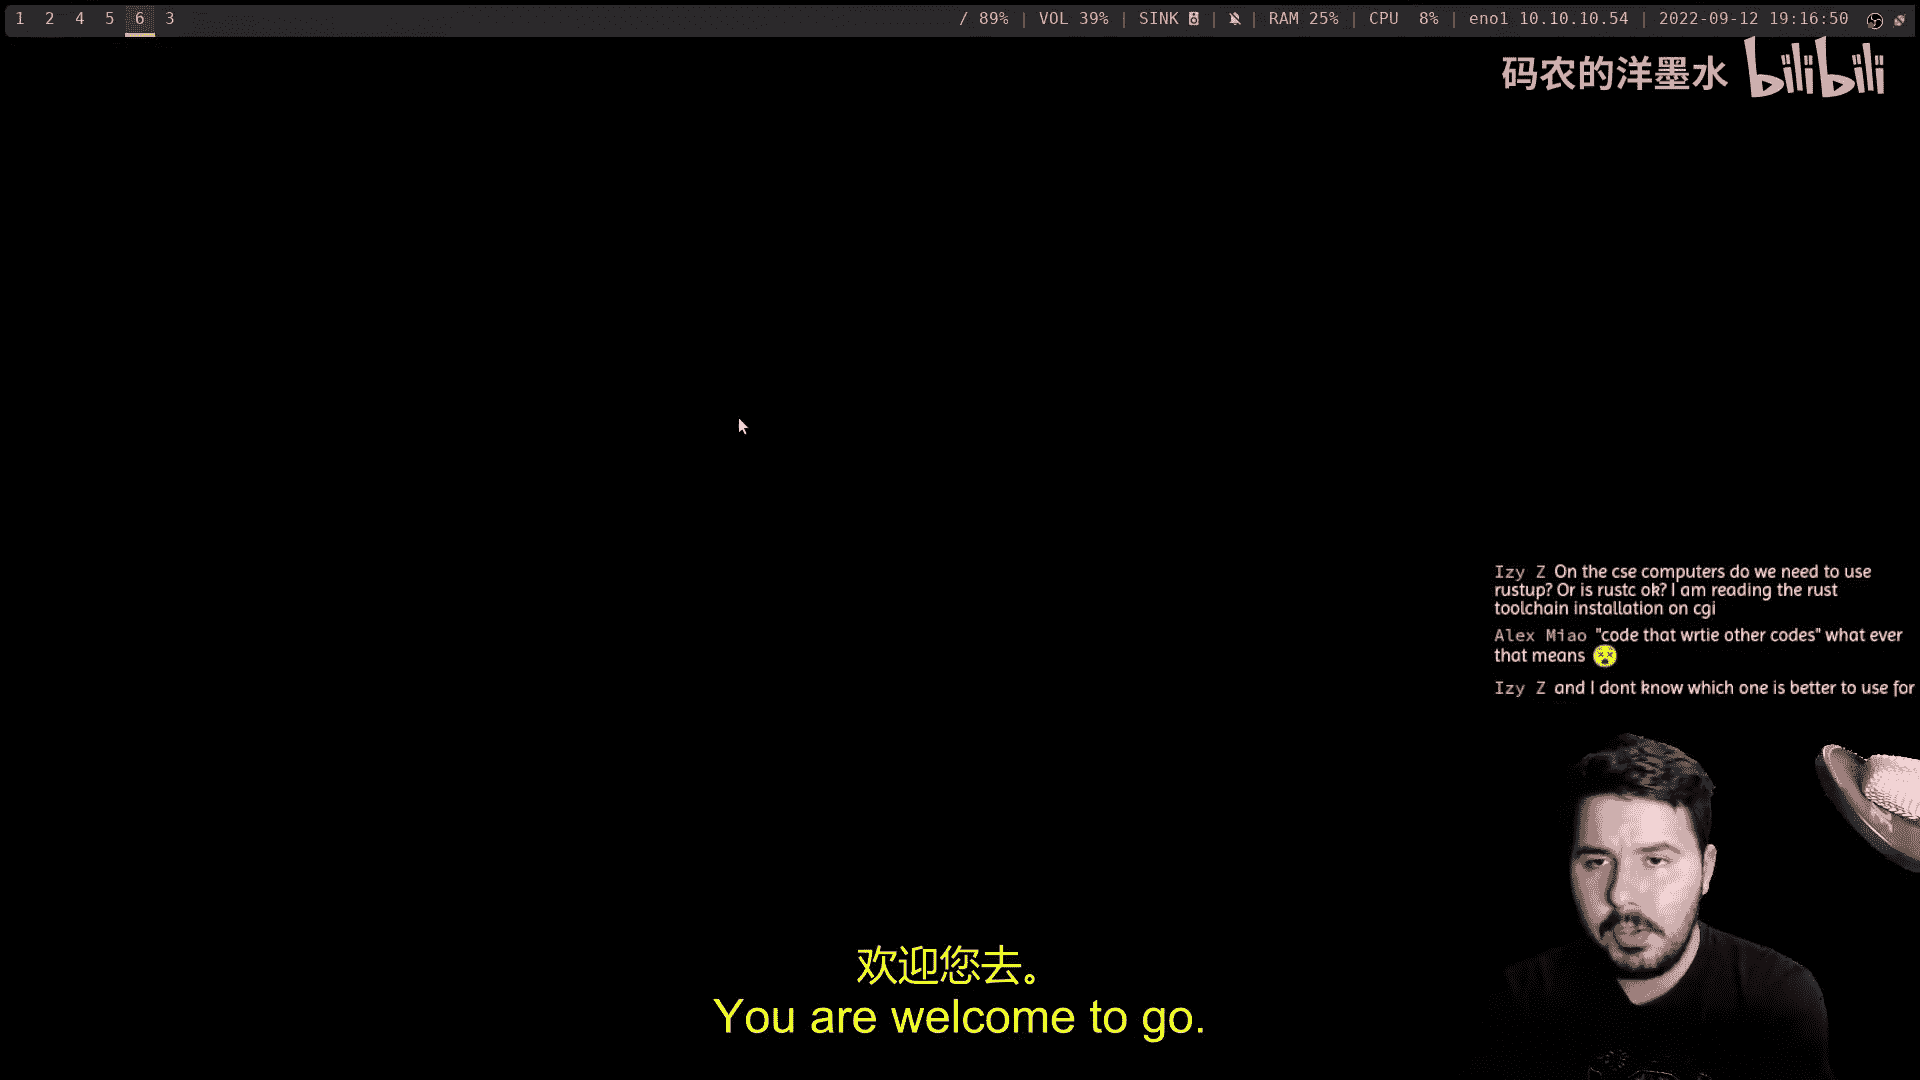 1 2 4 5 6 3
/ 89% | VOL 39% | SINK | | RAM 25% | CPU 8% | eno1 10.10.10.54 | 2022-09-12 19:16:50
码农的洋墨水 bilibili
Izy Z On the cse computers do we need to use
rustup? Or is rustc ok? I am reading the rust
toolchain installation on cgi
Alex Miao "code that wrtie other codes" what ever
that means 😵
Izy Z and I dont know which one is better to use for
欢迎您去。
You are welcome to go.